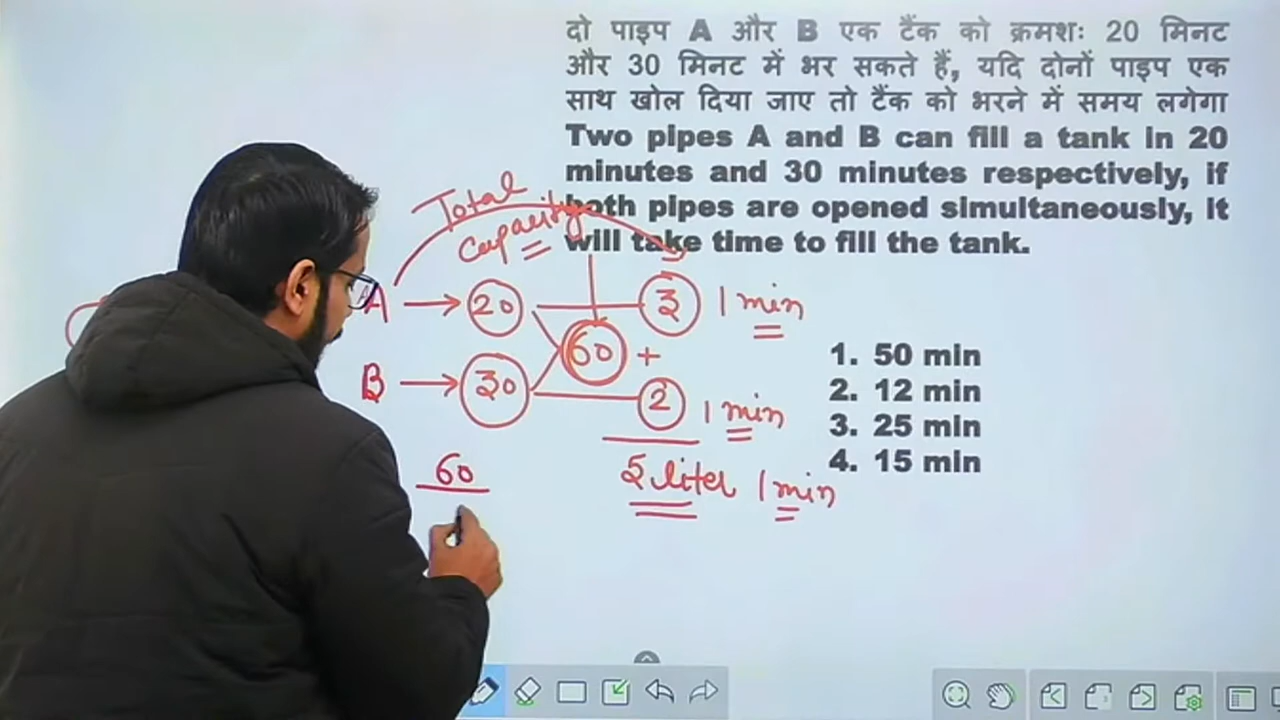 दो पाइप A और B एक टैंक को क्रमशः 20 मिनट
और 30 मिनट में भर सकते हैं, यदि दोनों पाइप एक
साथ खोल दिया जाए तो टैंक को भरने में समय लगेगा
Two pipes A and B can fill a tank in 20
minutes and 30 minutes respectively, if
both pipes are opened simultaneously, it
will take time to fill the tank.
Total
capacity
A → 20 3 1 min
60 +
B → 30 2 1 min
5 liter 1 min
60
1. 50 min
2. 12 min
3. 25 min
4. 15 min